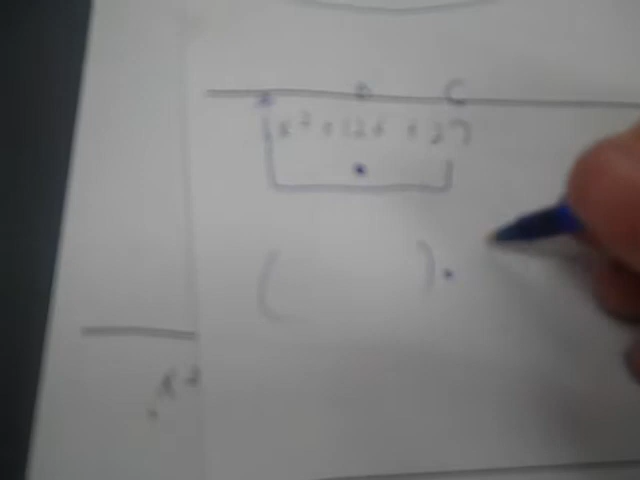 b C
x² + 12x + 27
( ) •
x²